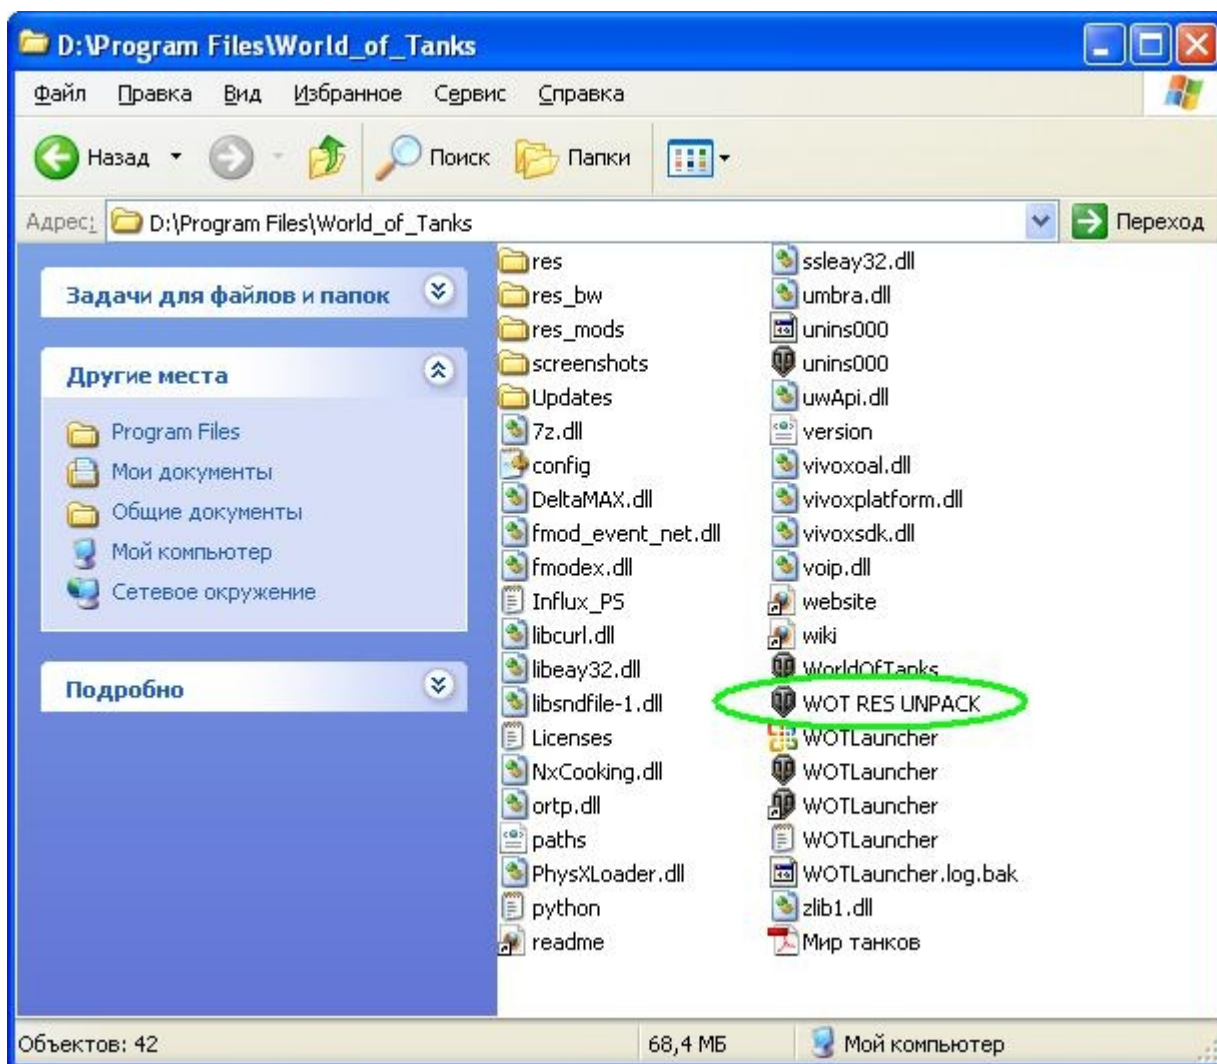 D:\Program Files\World_of_Tanks
Файл Правка Вид Избранное Сервис Справка
Назад Поиск Папки
Адрес: D:\Program Files\World_of_Tanks Переход
Задачи для файлов и папок
Другие места
Program Files
Мои документы
Общие документы
Мой компьютер
Сетевое окружение
Подробно
res
res_bw
res_mods
screenshots
Updates
7z.dll
config
DeltaMAX.dll
fmod_event_net.dll
fmodex.dll
Influx_PS
libcurl.dll
libeay32.dll
libsndfile-1.dll
Licenses
NxCooking.dll
ortp.dll
paths
PhysXLoader.dll
python
readme
ssleay32.dll
umbra.dll
unins000
unins000
uwApi.dll
version
vivoxoal.dll
vivoxplatform.dll
vivoxsdk.dll
voip.dll
website
wiki
WorldOfTanks
WOT RES UNPACK
WOTLauncher
WOTLauncher
WOTLauncher
WOTLauncher
WOTLauncher.log.bak
zlib1.dll
Мир танков
Объектов: 42 68,4 МБ Мой компьютер